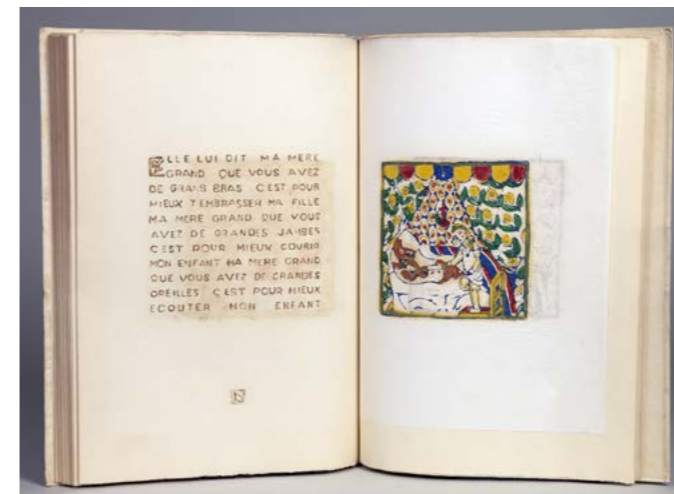 ELLE LUI DIT MA MERE
GRAND QUE VOUS AVEZ
DE GRANS BRAS C'EST POUR
MIEUX T'EMBRASSER MA FILLE
MA MERE GRAND QUE VOUS
AVEZ DE GRANDES JAMBES
C'EST POUR MIEUX COURIR
MON ENFANT MA MERE GRAND
QUE VOUS AVEZ DE GRANDES
OREILLES C'EST POUR MIEUX
ECOUTER MON ENFANT